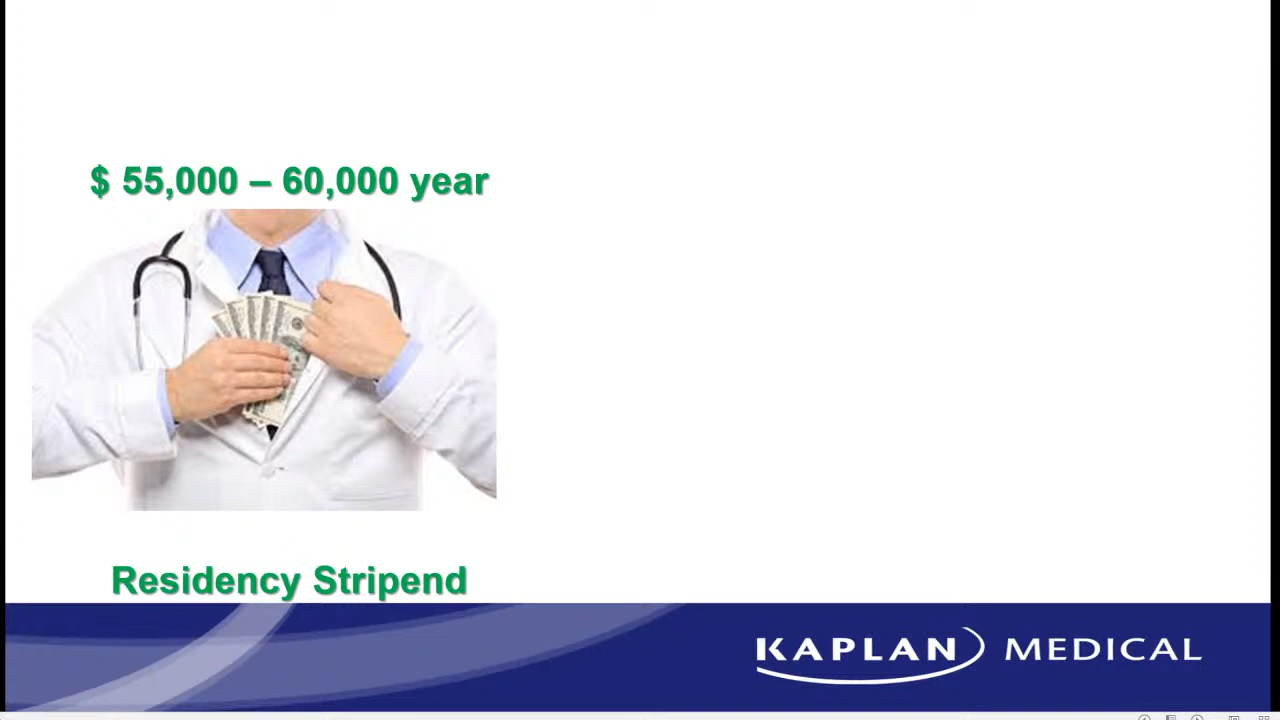 $ 55,000 – 60,000 year
Residency Stripend
KAPLAN MEDICAL